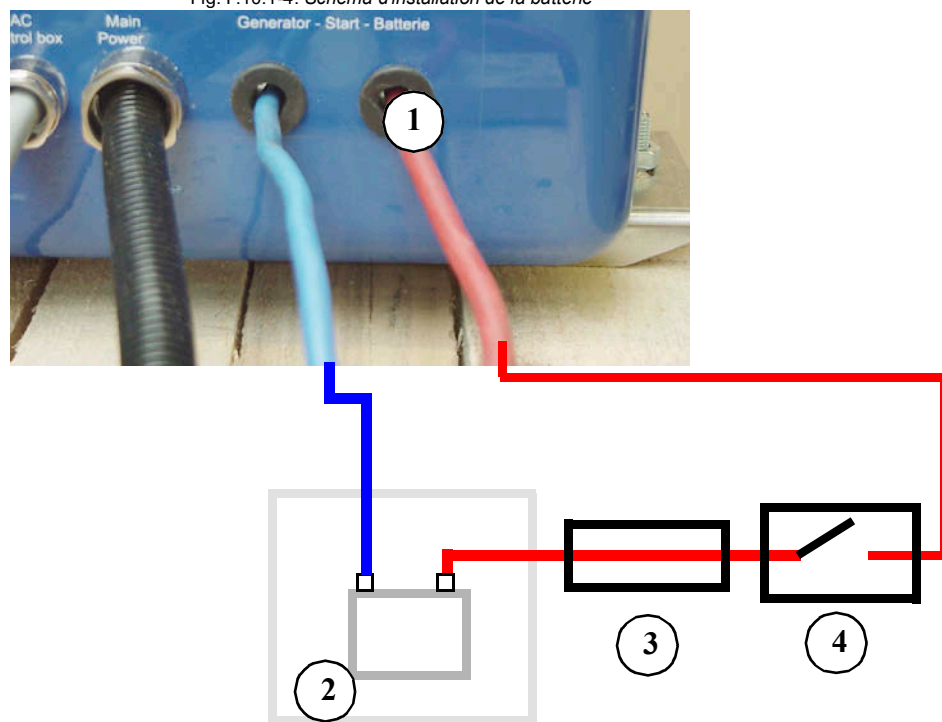 Fig. F.10.1-4: Schéma d'installation de la batterie
AC Main Generator - Start - Batterie
trol box Power
1
3
4
2